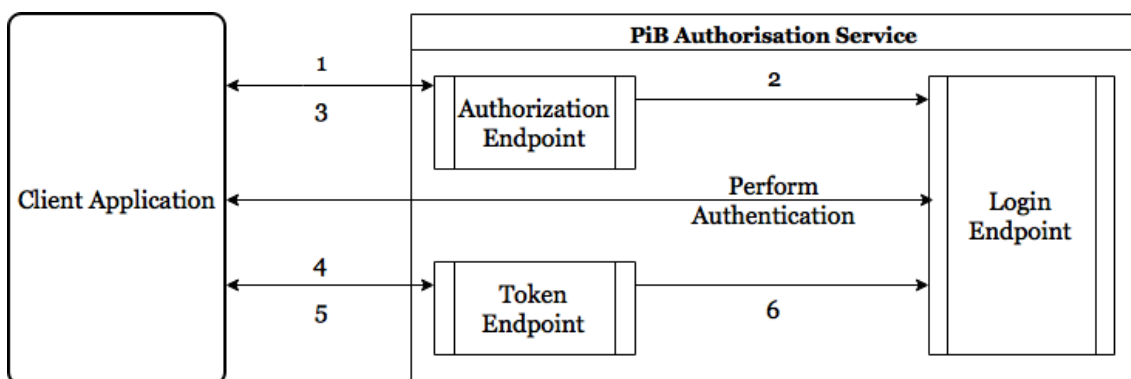 PiB Authorisation Service
1
2
3
Authorization
Endpoint
Client Application
Perform
Authentication
Login
Endpoint
4
5
Token
Endpoint
6